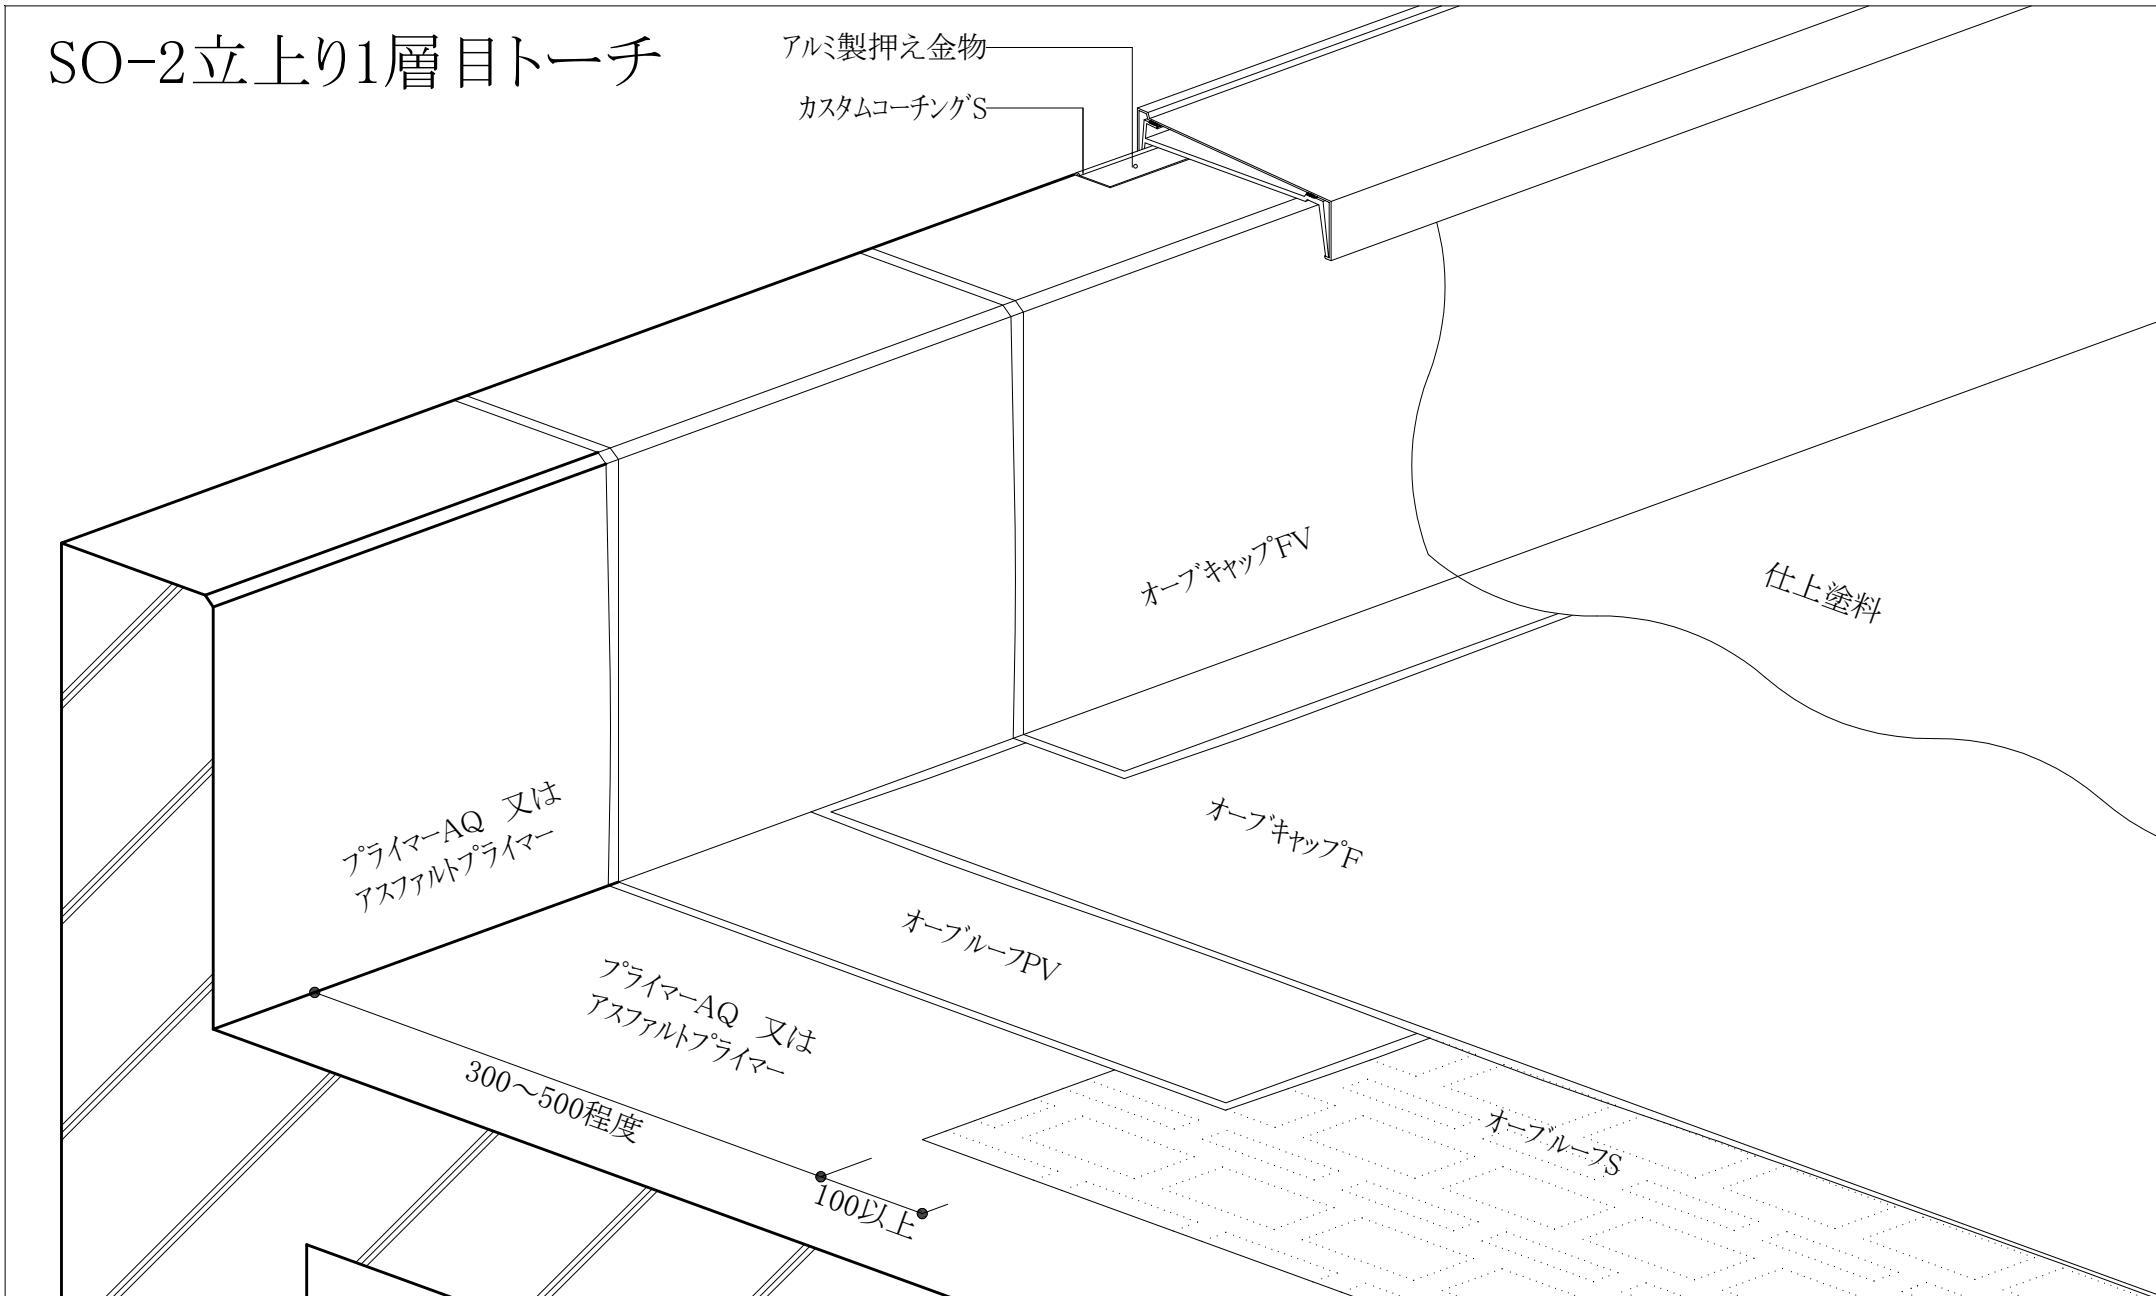 SO-2立上り1層目トーチ
アルミ製押え金物
カスタムコーチングS
オーブキャップFV
仕上塗料
プライマーAQ　又は
アスファルトプライマー
オーブキャップF
オーブルーフPV
プライマーAQ　又は
アスファルトプライマー
300～500程度
オーブルーフS
100以上